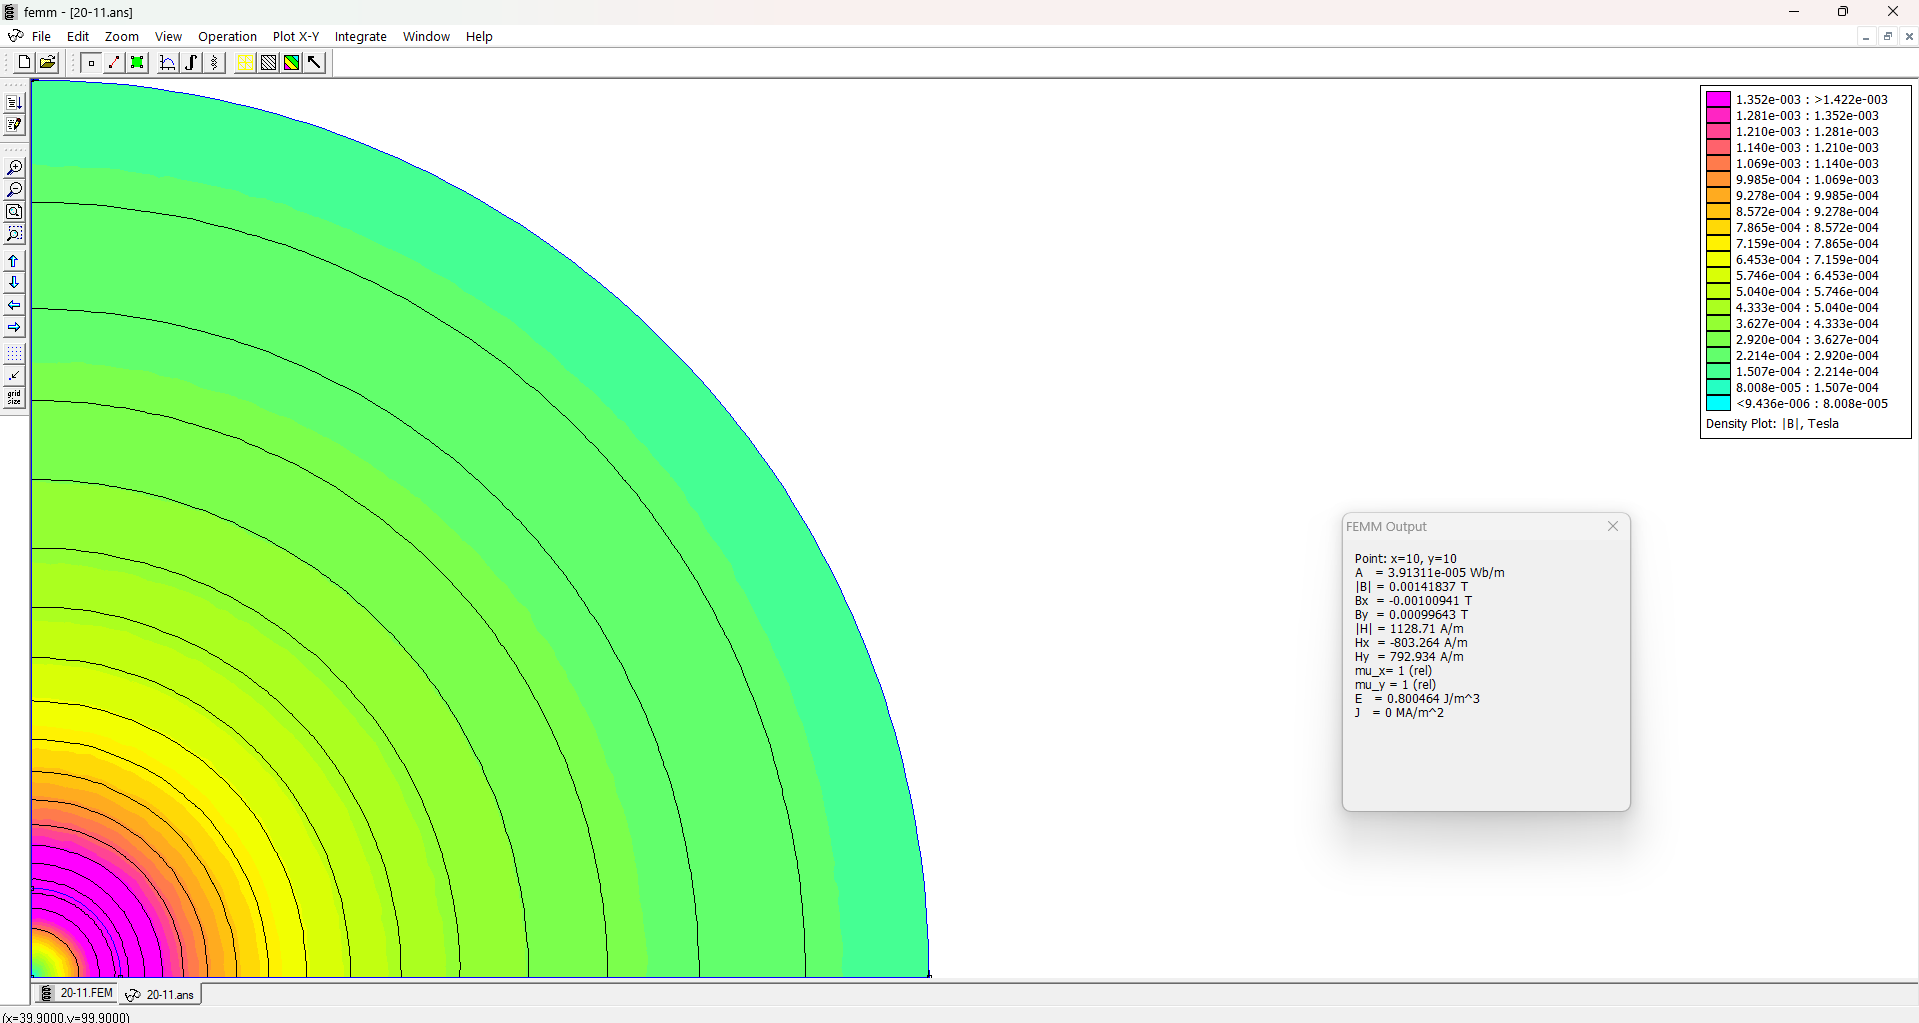 femm - [20-11.ans]
File Edit Zoom View Operation Plot X-Y Integrate Window Help
1.352e-003 : >1.422e-003
1.281e-003 : 1.352e-003
1.210e-003 : 1.281e-003
1.140e-003 : 1.210e-003
1.069e-003 : 1.140e-003
9.985e-004 : 1.069e-003
9.278e-004 : 9.985e-004
8.572e-004 : 9.278e-004
7.865e-004 : 8.572e-004
7.159e-004 : 7.865e-004
6.453e-004 : 7.159e-004
5.746e-004 : 6.453e-004
5.040e-004 : 5.746e-004
4.333e-004 : 5.040e-004
3.627e-004 : 4.333e-004
2.920e-004 : 3.627e-004
2.214e-004 : 2.920e-004
1.507e-004 : 2.214e-004
8.008e-005 : 1.507e-004
<9.436e-006 : 8.008e-005
Density Plot: |B|, Tesla
grid
size
FEMM Output
Point: x=10, y=10
A = 3.91311e-005 Wb/m
|B| = 0.00141837 T
Bx = -0.00100941 T
By = 0.00099643 T
|H| = 1128.71 A/m
Hx = -803.264 A/m
Hy = 792.934 A/m
mu_x= 1 (rel)
mu_y = 1 (rel)
E = 0.800464 J/m^3
J = 0 MA/m^2
20-11.FEM 20-11.ans
(x=39.9000,y=99.9000)